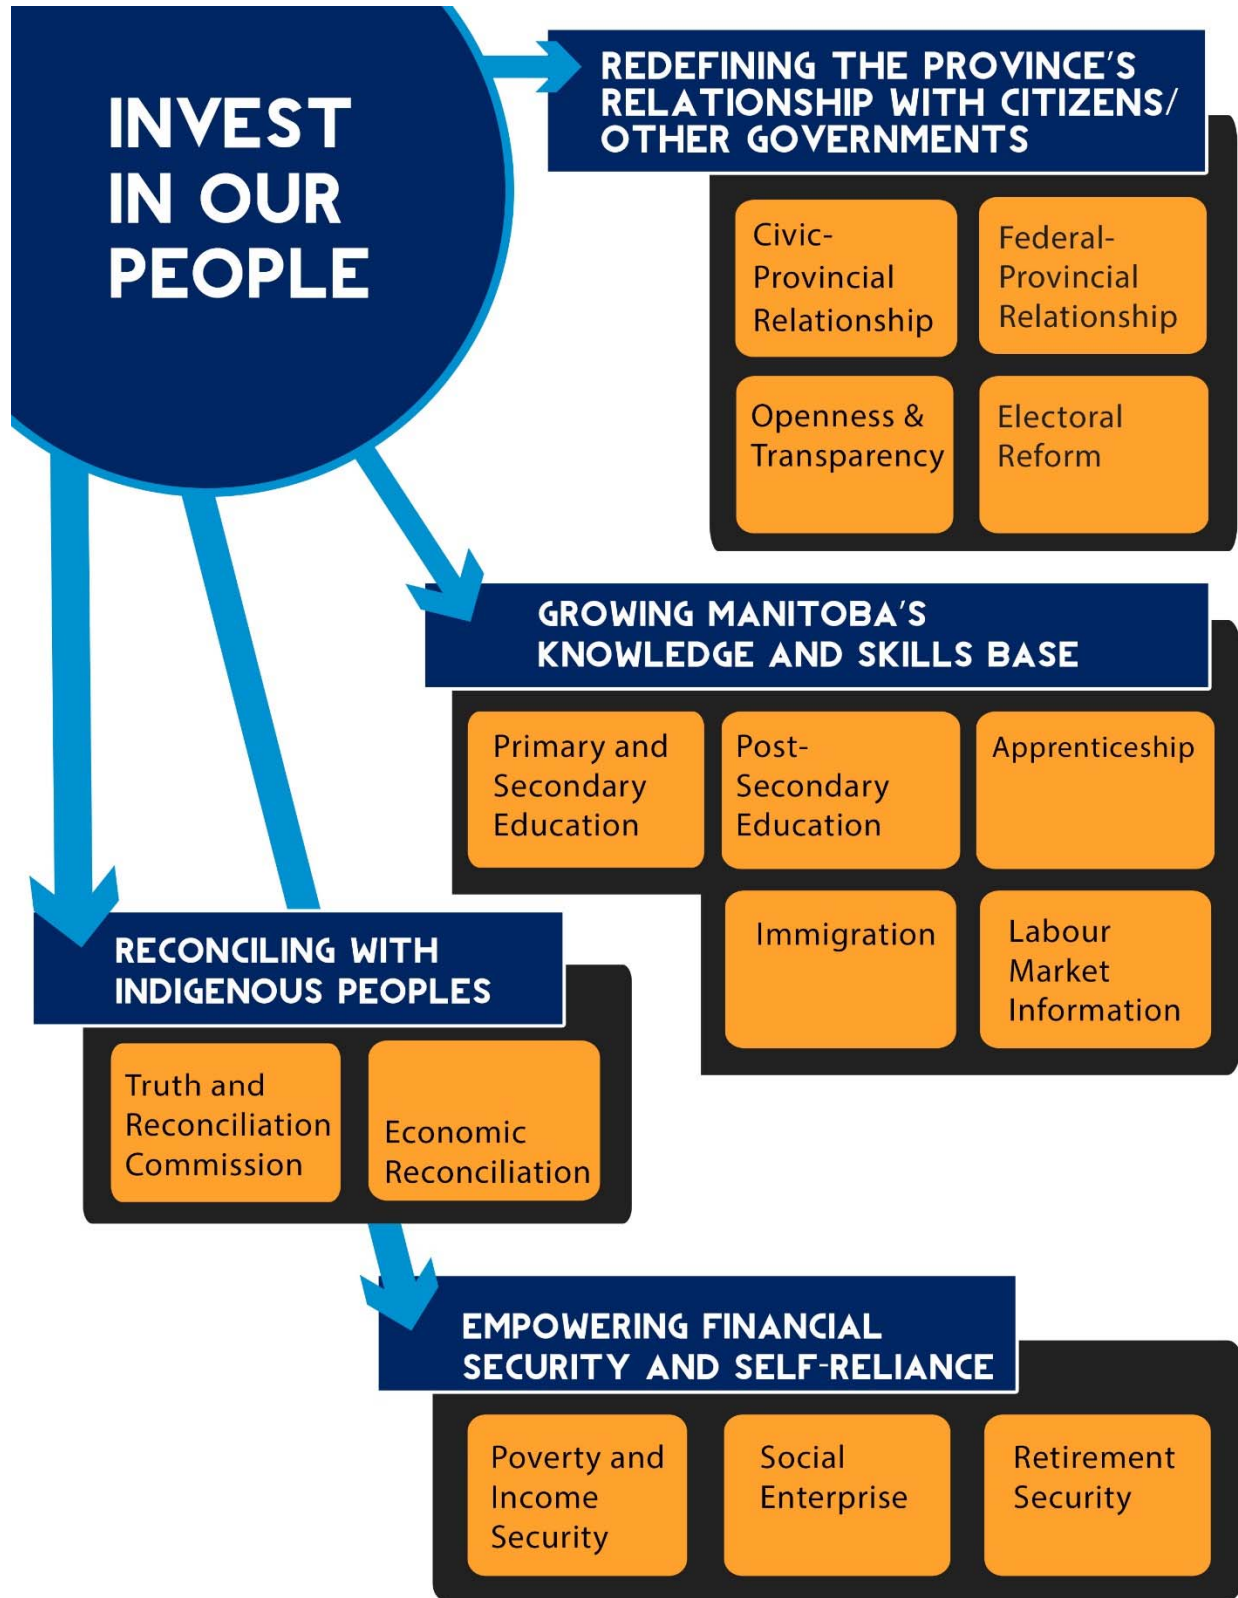 INVEST
IN OUR
PEOPLE
REDEFINING THE PROVINCE'S
RELATIONSHIP WITH CITIZENS/
OTHER GOVERNMENTS
Civic-
Provincial
Relationship
Federal-
Provincial
Relationship
Openness &
Transparency
Electoral
Reform
GROWING MANITOBA'S
KNOWLEDGE AND SKILLS BASE
Primary and
Secondary
Education
Post-
Secondary
Education
Apprenticeship
Immigration
Labour
Market
Information
RECONCILING WITH
INDIGENOUS PEOPLES
Truth and
Reconciliation
Commission
Economic
Reconciliation
EMPOWERING FINANCIAL
SECURITY AND SELF-RELIANCE
Poverty and
Income
Security
Social
Enterprise
Retirement
Security